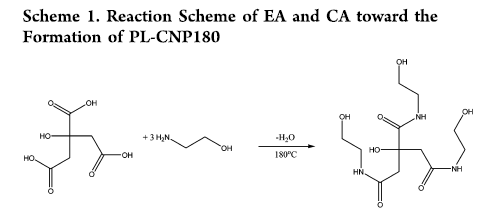 Scheme 1. Reaction Scheme of EA and CA toward the
Formation of PL-CNP180
OH
O
OH
NH
O
OH
HO
+ 3 H₂N
OH
-H₂O
180ºC
OH
HO
OH
HO
O
O
HN
O
O
NH
O